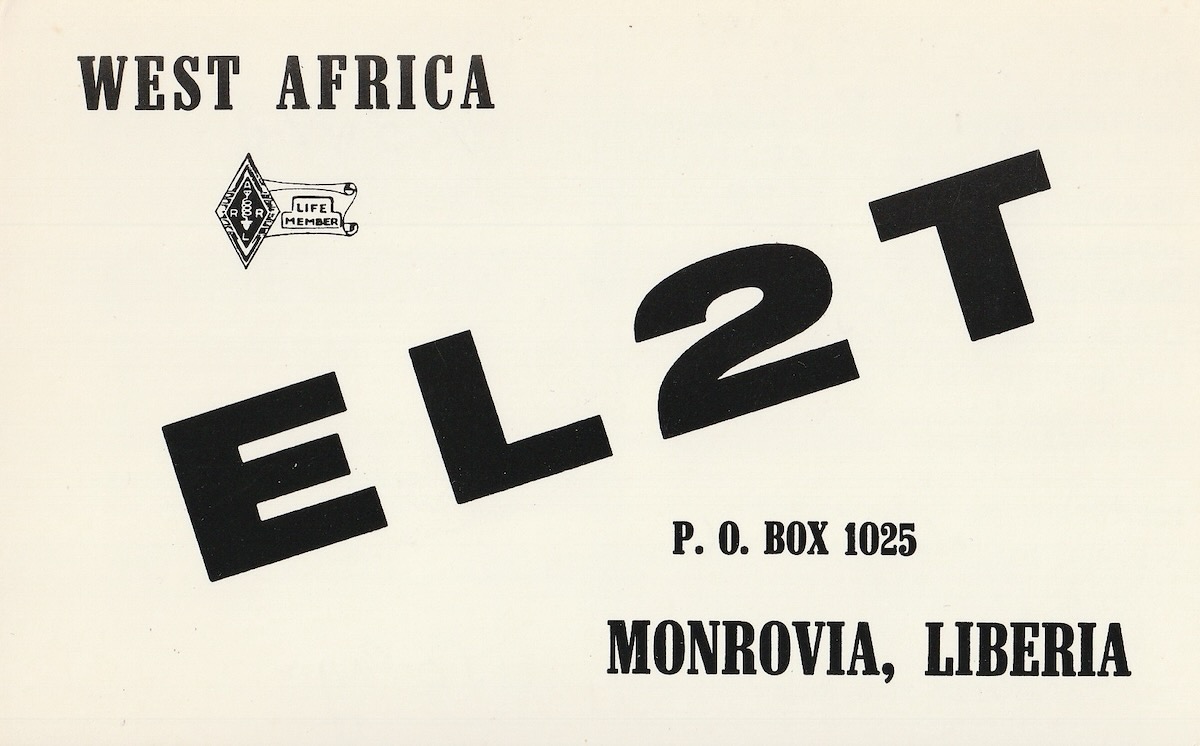 WEST AFRICA
A
R R
L
LIFE
MEMBER
EL2T
P. O. BOX 1025
MONROVIA, LIBERIA